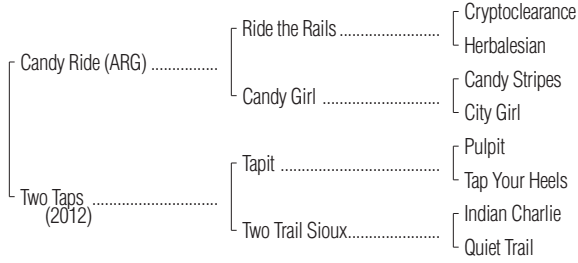 Cryptoclearance
Ride the Rails ........................
Herbalesian
Candy Ride (ARG) ................
Candy Stripes
Candy Girl ............................
City Girl
Pulpit
Tapit ......................................
Tap Your Heels
Two Taps ..............................
(2012)
Indian Charlie
Two Trail Sioux......................
Quiet Trail